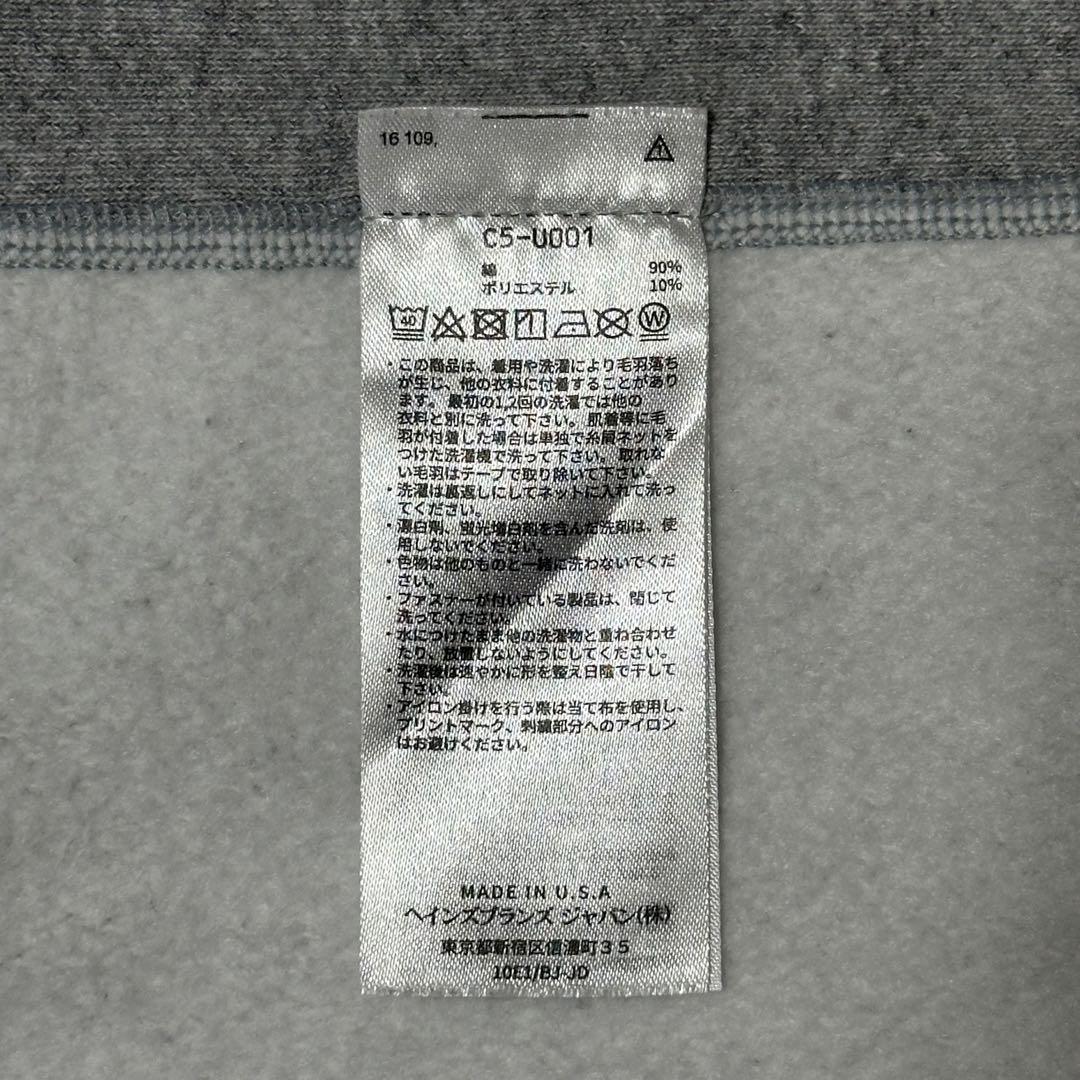 16 109,
C5-U001
綿 90%
ポリエステル 10%
40
W
・この商品は、着用や洗濯により毛羽落ち
が生じ、他の衣料に付着することがあり
ます。最初の1,2回の洗濯では他の
衣料と別に洗って下さい。肌着等に毛
羽が付着した場合は単独で糸屑ネットを
つけた洗濯機で洗って下さい。取れな
い毛羽はテープで取り除いて下さい。
・洗濯は裏返しにしてネットに入れて洗っ
てください。
・漂白剤、蛍光増白剤を含んだ洗剤は、使
用しないでください。
・色物は他のものと一緒に洗わないでくだ
さい。
・ファスナーが付いている製品は、閉じて
洗ってください。
・水につけたまま他の洗濯物と重ね合わせ
たり、放置しないようにしてください。
・洗濯後は速やかに形を整え日陰で干して
下さい。
・アイロン掛けを行う際は当て布を使用し、
プリントマーク、刺繍部分へのアイロン
はお避けください。
MADE IN U.S.A
ヘインズブランズ ジャパン(株)
東京都新宿区信濃町35
10E1/BJ-JD